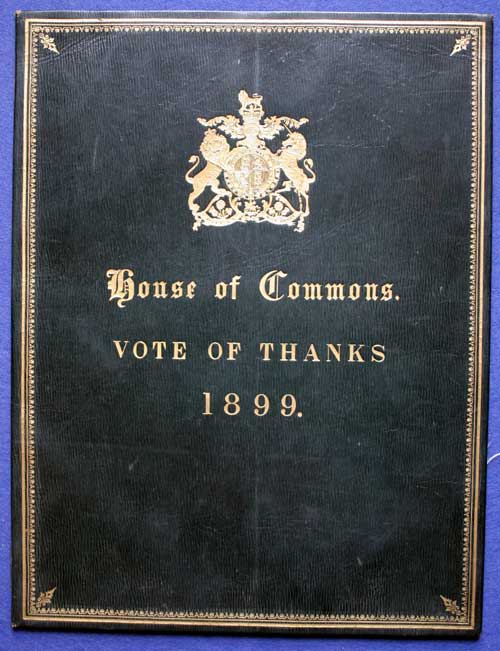 House of Commons.
VOTE OF THANKS
1899.